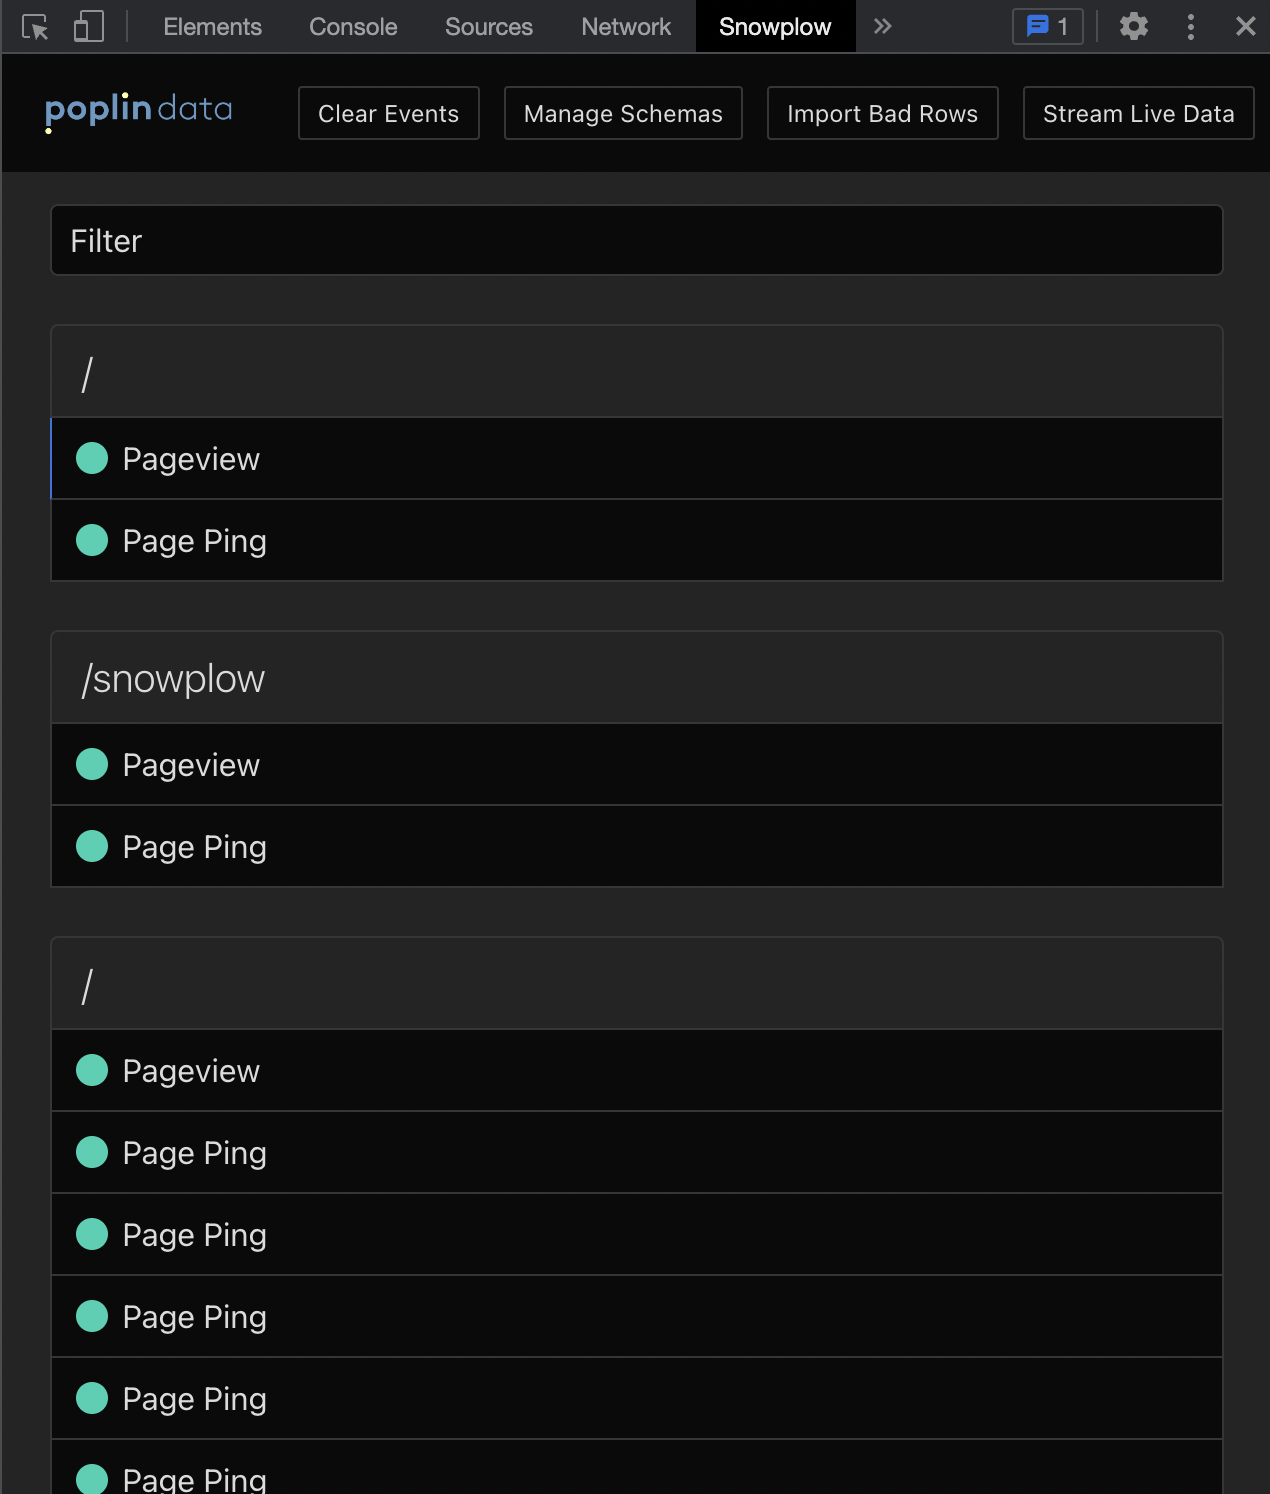 Elements Console Sources Network Snowplow 1
poplin data Clear Events Manage Schemas Import Bad Rows Stream Live Data
Filter
/
Pageview
Page Ping
/snowplow
Pageview
Page Ping
/
Pageview
Page Ping
Page Ping
Page Ping
Page Ping
Page Ping